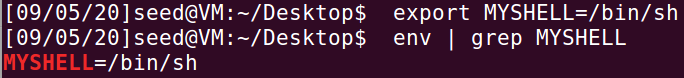 [09/05/20]seed@VM:~/Desktop$  export MYSHELL=/bin/sh
[09/05/20]seed@VM:~/Desktop$  env | grep MYSHELL
MYSHELL=/bin/sh